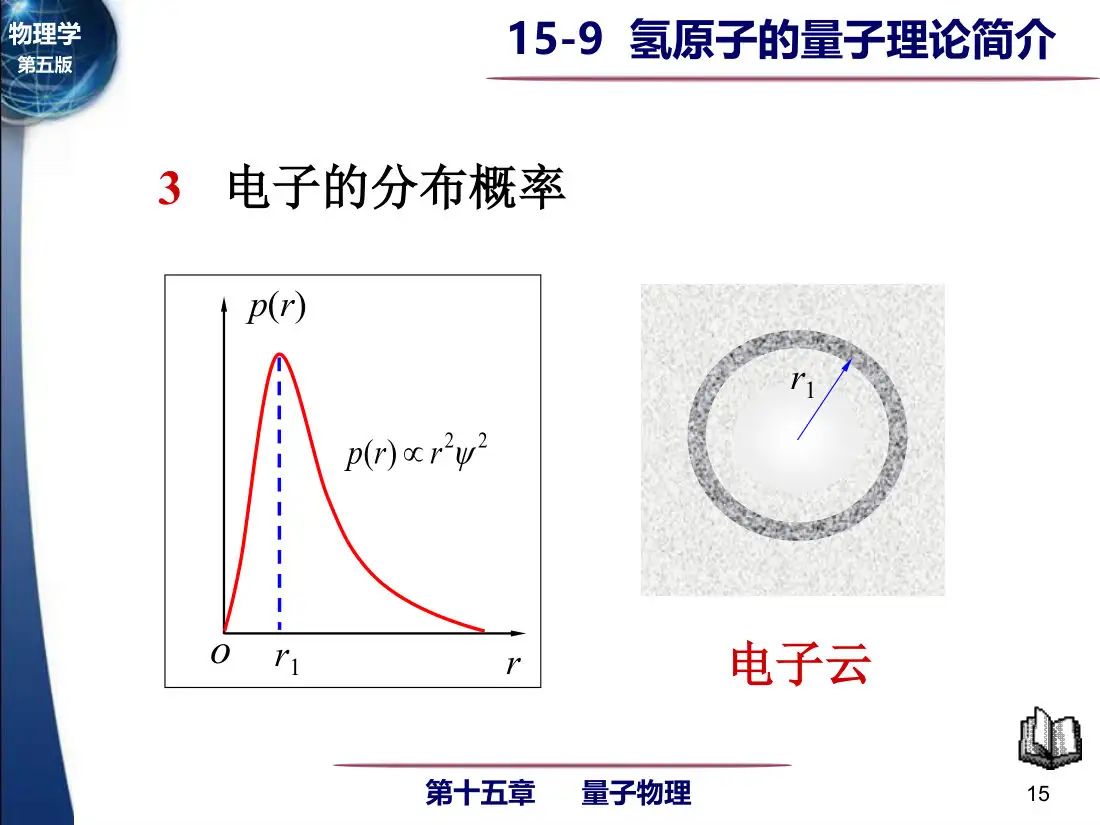 物理学
第五版
15-9 氢原子的量子理论简介
3 电子的分布概率
p(r)
p(r)∝r²ψ²
o
r₁
r
r₁
电子云
第十五章 量子物理
15